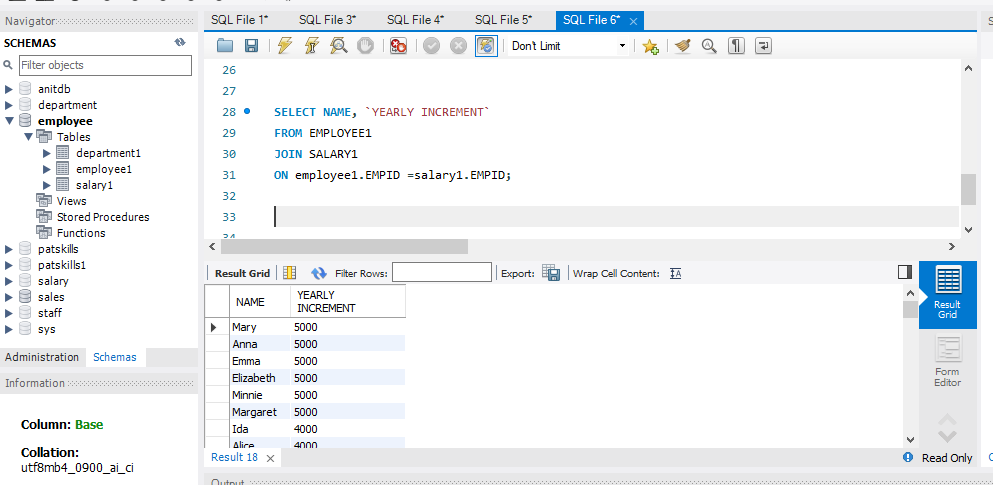 Navigator
SCHEMAS
Filter objects
anitdb
department
employee
Tables
department1
employee1
salary1
Views
Stored Procedures
Functions
patskills
patskills1
salary
sales
staff
sys
Administration Schemas
Information
Column: Base
Collation:
utf8mb4_0900_ai_ci
SQL File 1* SQL File 3* SQL File 4* SQL File 5* SQL File 6*
Don't Limit
26
27
28 SELECT NAME, `YEARLY INCREMENT`
29 FROM EMPLOYEE1
30 JOIN SALARY1
31 ON employee1.EMPID =salary1.EMPID;
32
33
34
Result Grid Filter Rows: Export: Wrap Cell Content:
NAME YEARLY INCREMENT
Mary 5000
Anna 5000
Emma 5000
Elizabeth 5000
Minnie 5000
Margaret 5000
Ida 4000
Alice 4000
Result Grid
Form Editor
Result 18
Read Only
Output